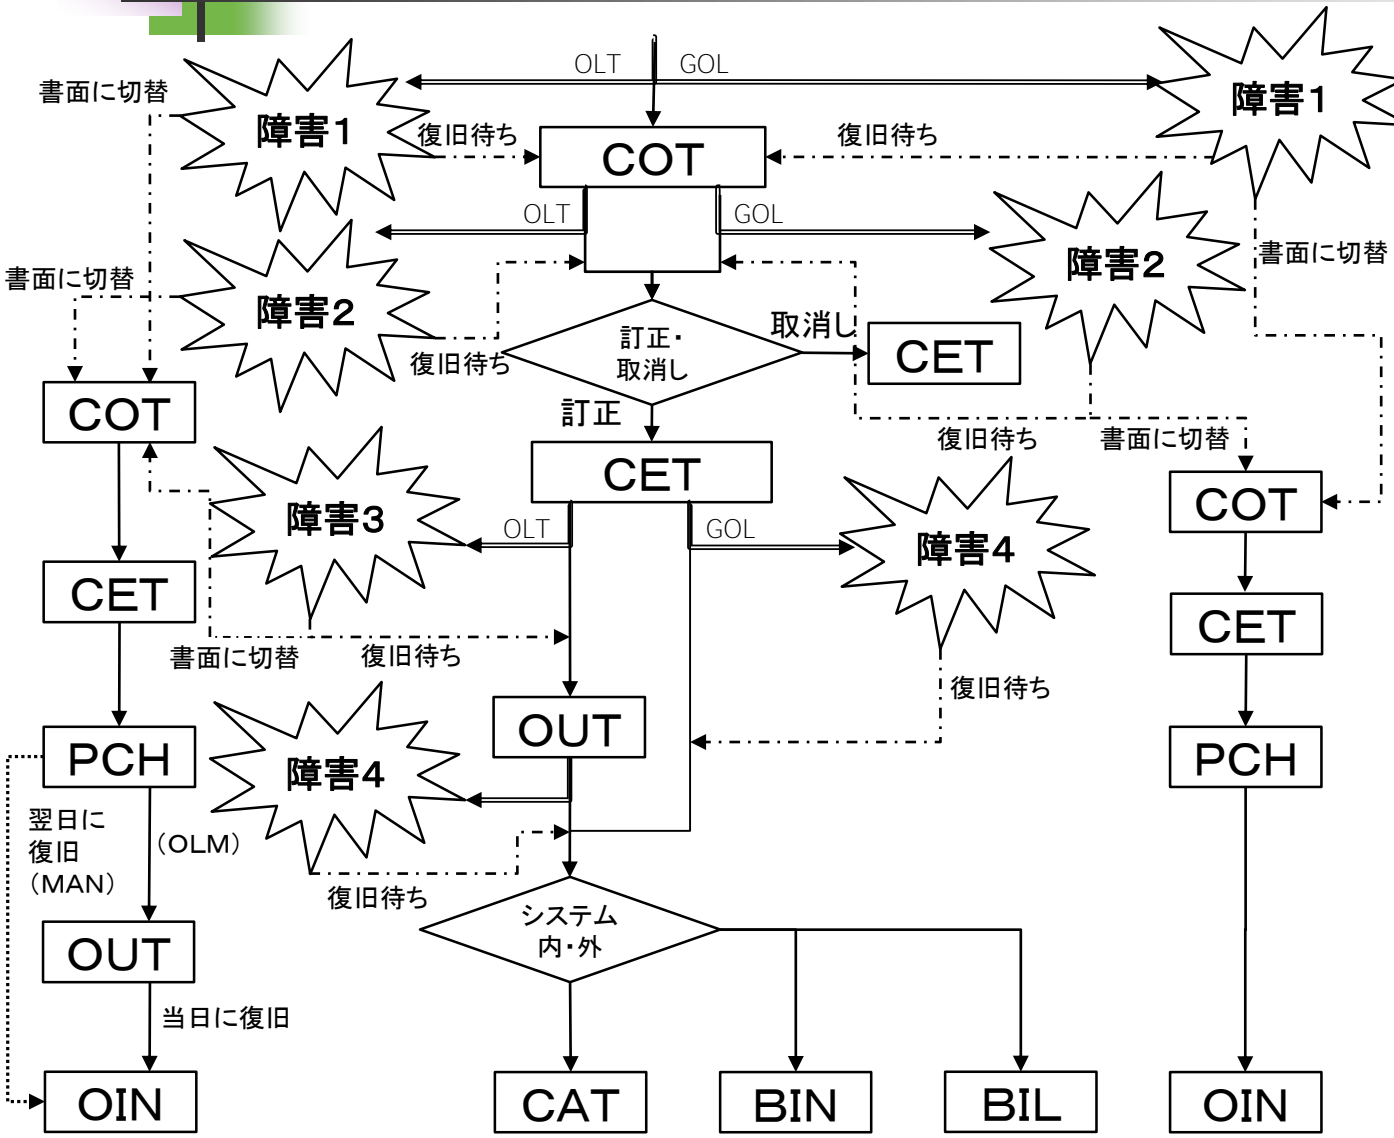 OLT
GOL
書面に切替
障害1
障害1
復旧待ち
復旧待ち
COT
OLT
GOL
書面に切替
障害2
障害2
書面に切替
復旧待ち
訂正・
取消し
取消し
CET
COT
訂正
復旧待ち
書面に切替
CET
COT
障害3
OLT
GOL
障害4
CET
CET
書面に切替
復旧待ち
復旧待ち
OUT
PCH
障害4
PCH
翌日に
復旧
(MAN)
(OLM)
復旧待ち
システム
内・外
OUT
当日に復旧
OIN
CAT
BIN
BIL
OIN